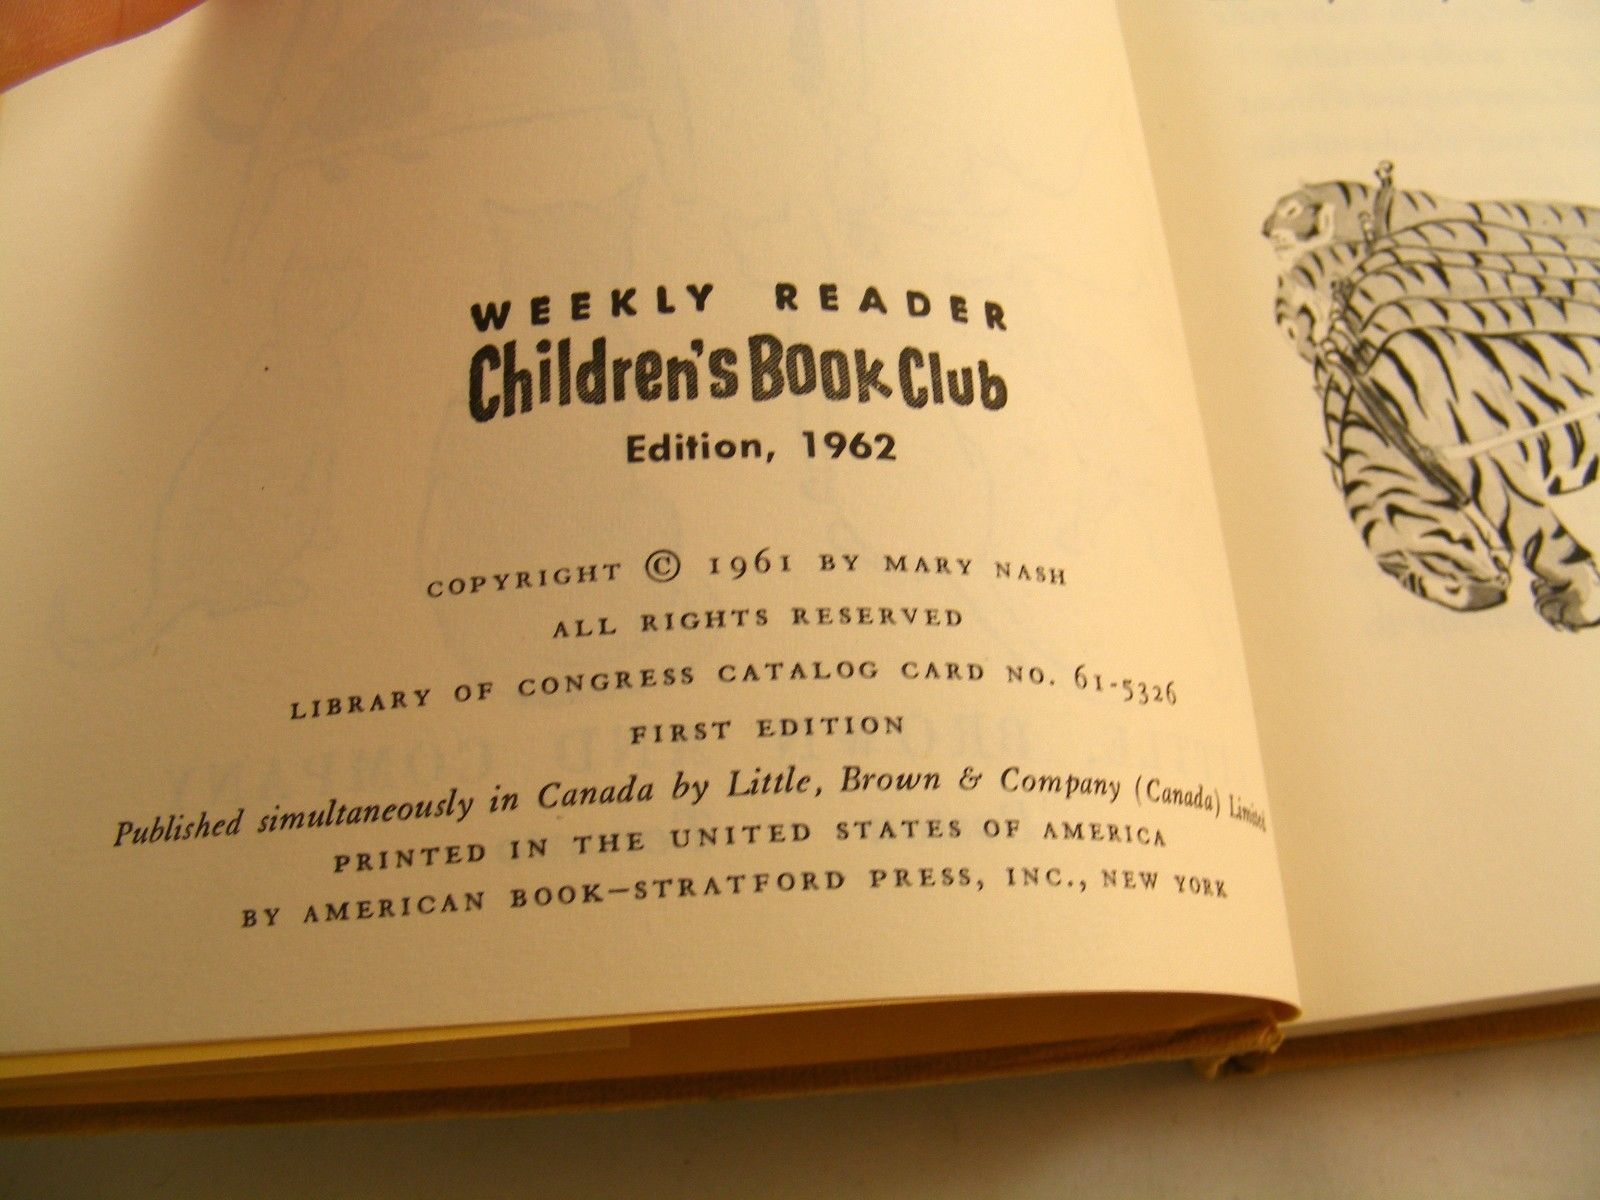 WEEKLY READER
Children's Book Club
Edition, 1962
COPYRIGHT © 1961 BY MARY NASH
ALL RIGHTS RESERVED
LIBRARY OF CONGRESS CATALOG CARD NO. 61-5326
FIRST EDITION
Published simultaneously in Canada by Little, Brown & Company (Canada) Limited
PRINTED IN THE UNITED STATES OF AMERICA
BY AMERICAN BOOK—STRATFORD PRESS, INC., NEW YORK